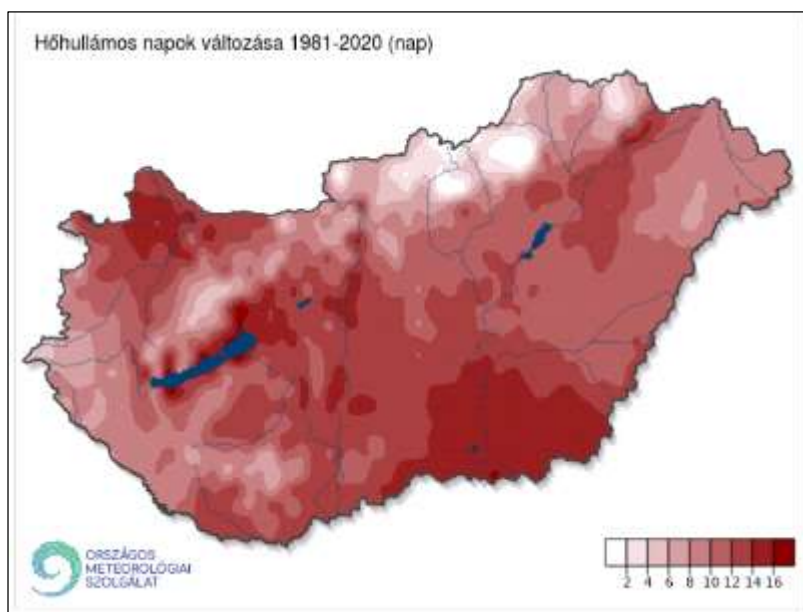 Hőhullámos napok változása 1981-2020 (nap)
ORSZÁGOS
METEOROLÓGIAI
SZOLGÁLAT
2 4 6 8 10 12 14 16